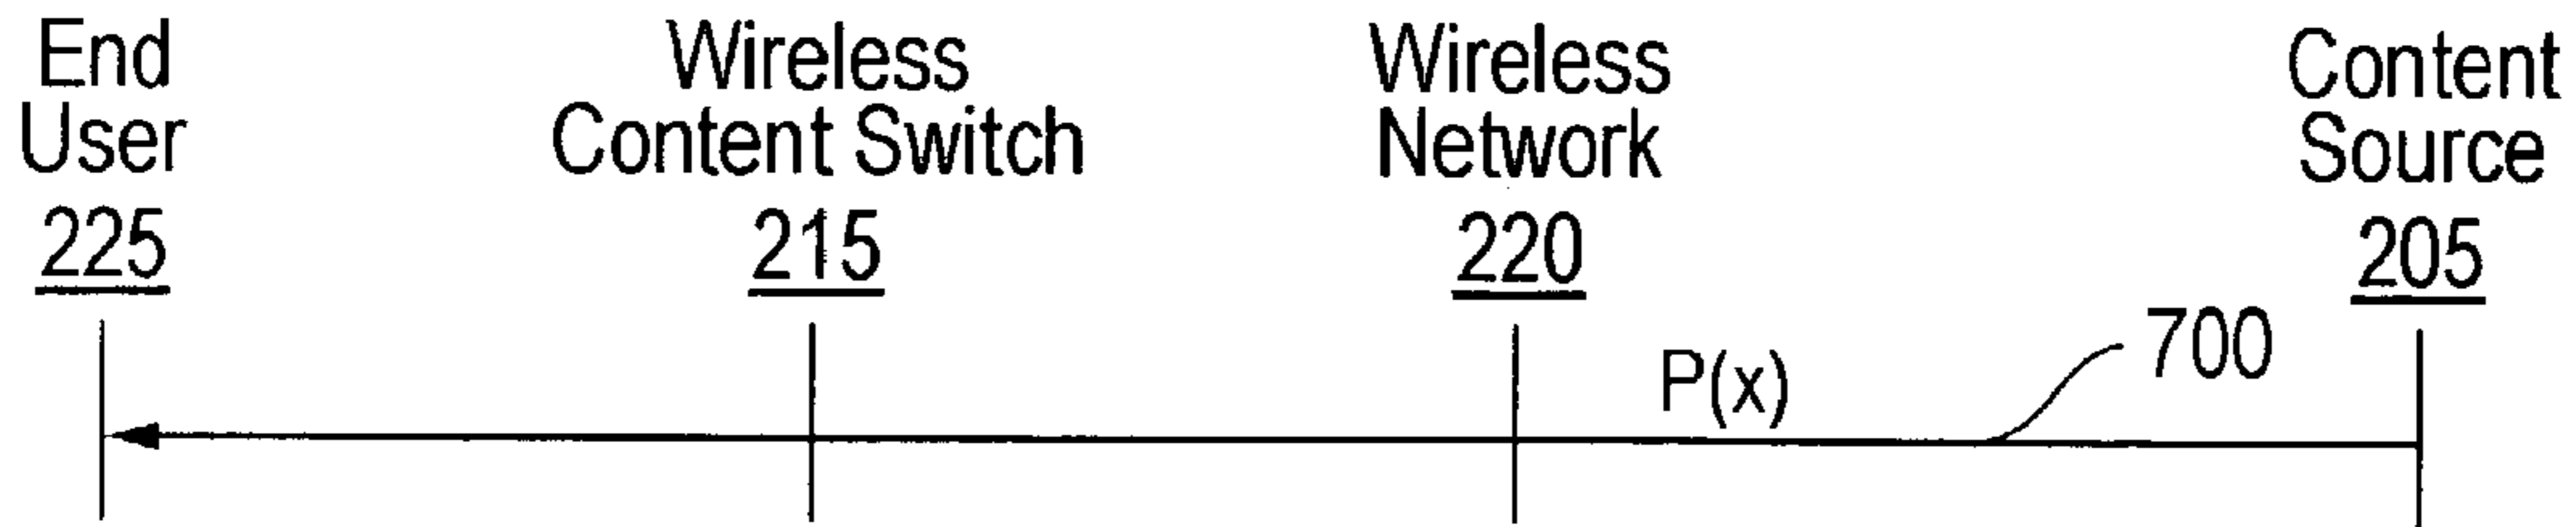 End
User
225
Wireless
Content Switch
215
Wireless
Network
220
Content
Source
205
P(x)
700